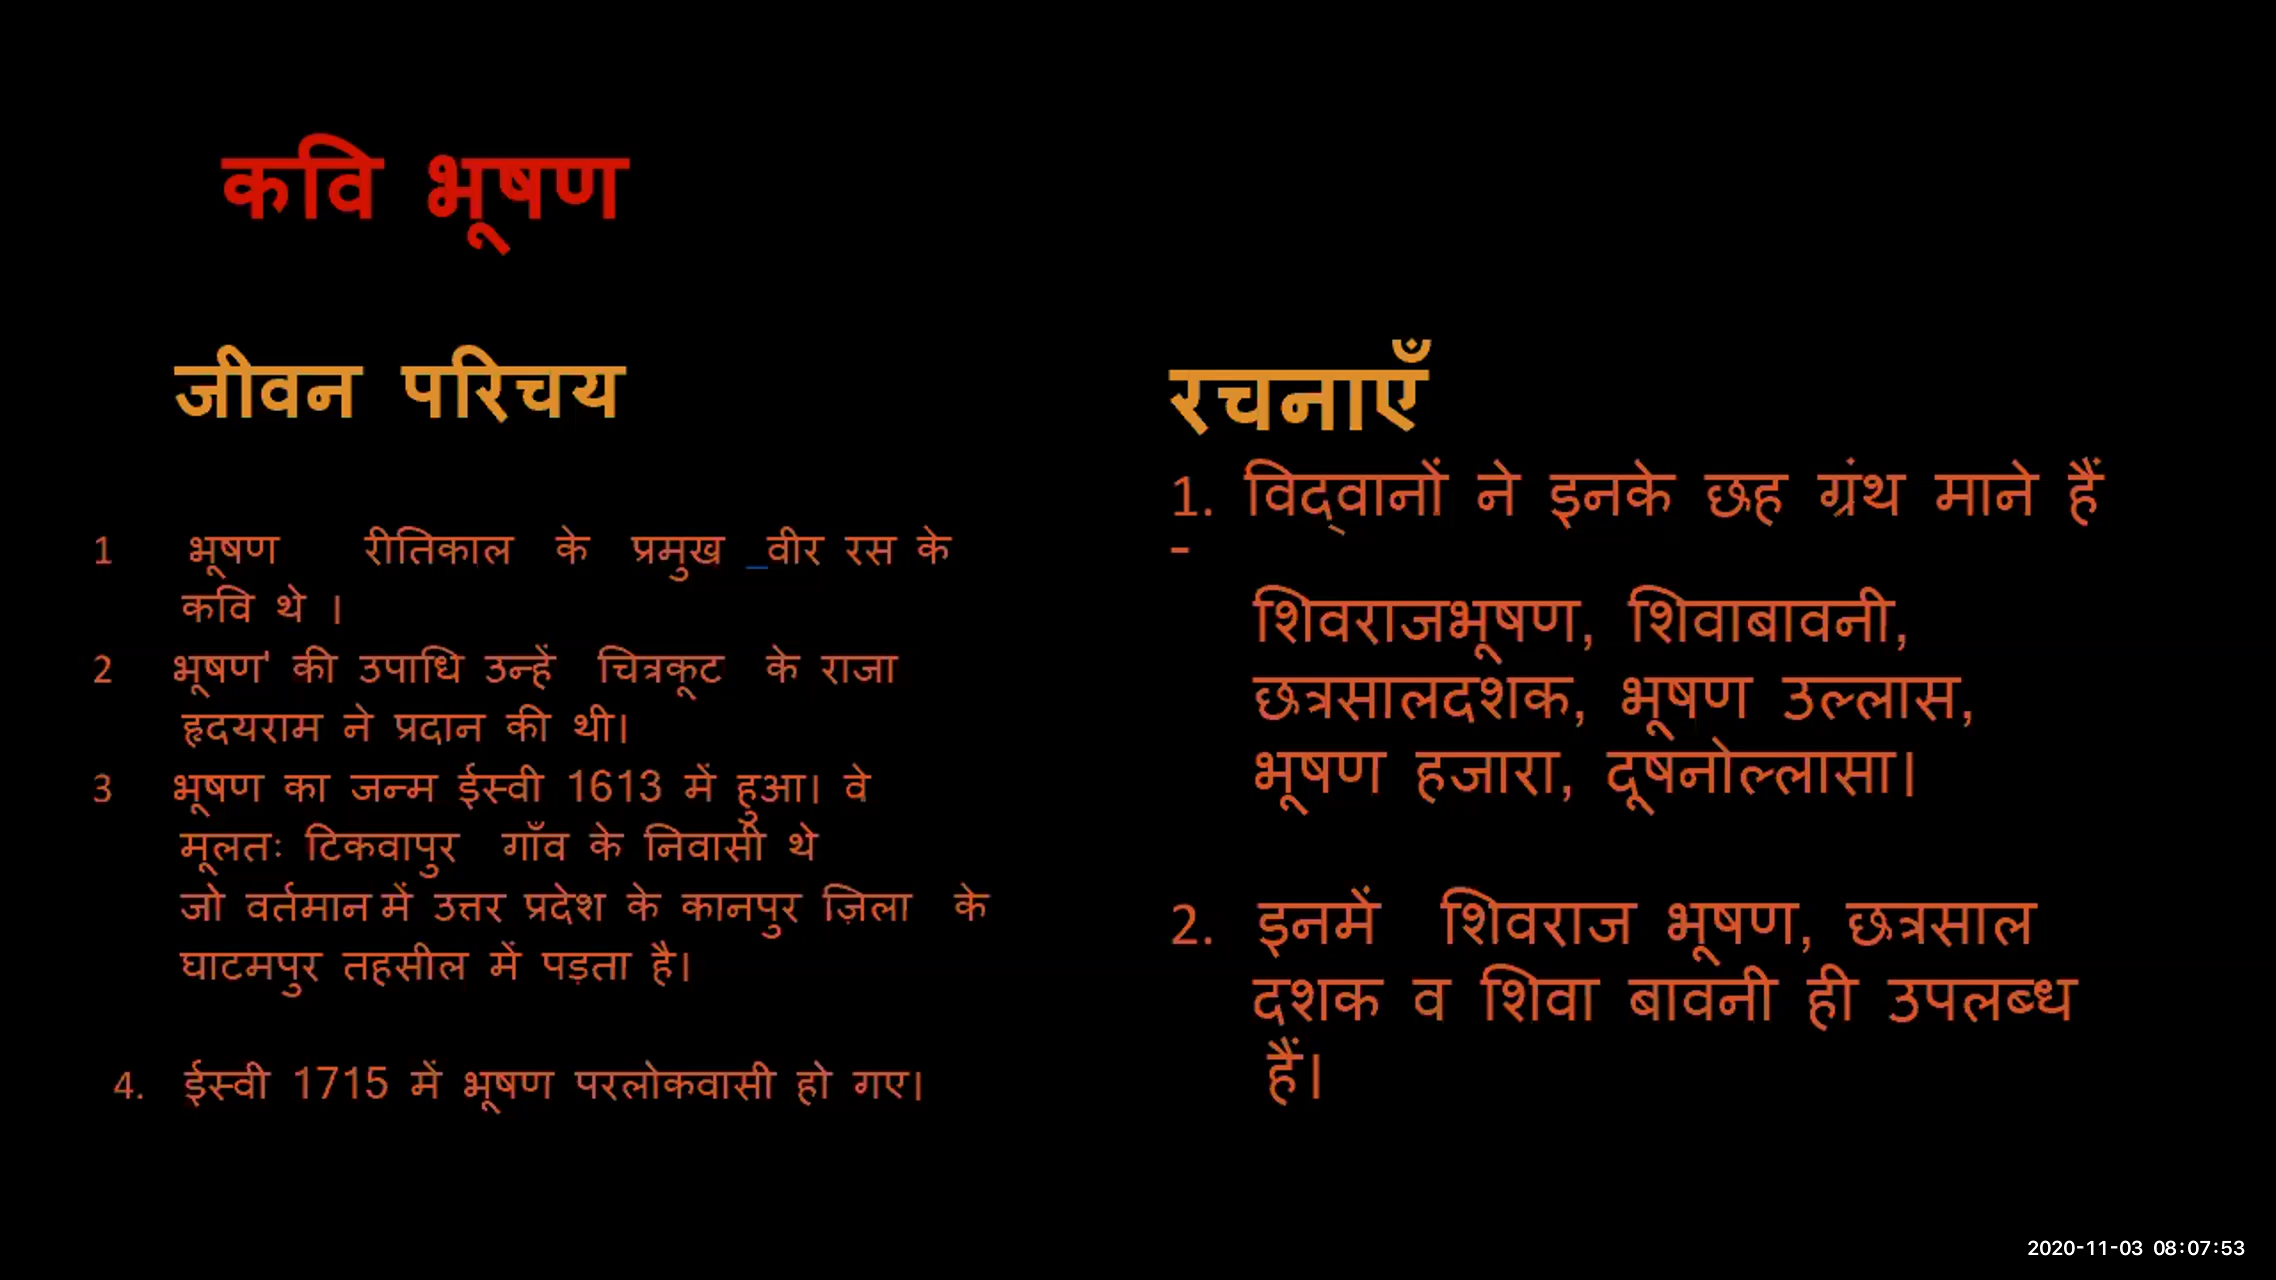 कवि भूषण
जीवन परिचय
1 भूषण रीतिकाल के प्रमुख _वीर रस के
कवि थे ।
2 भूषण' की उपाधि उन्हें चित्रकूट के राजा
हृदयराम ने प्रदान की थी।
3 भूषण का जन्म ईस्वी 1613 में हुआ। वे
मूलतः टिकवापुर गाँव के निवासी थे
जो वर्तमान में उत्तर प्रदेश के कानपुर ज़िला के
घाटमपुर तहसील में पड़ता है।
4. ईस्वी 1715 में भूषण परलोकवासी हो गए।
रचनाएँ
1. विद्वानों ने इनके छह ग्रंथ माने हैं
-
शिवराजभूषण, शिवाबावनी,
छत्रसालदशक, भूषण उल्लास,
भूषण हजारा, दूषनोल्लासा।
2. इनमें शिवराज भूषण, छत्रसाल
दशक व शिवा बावनी ही उपलब्ध
हैं।
2020-11-03 08:07:53